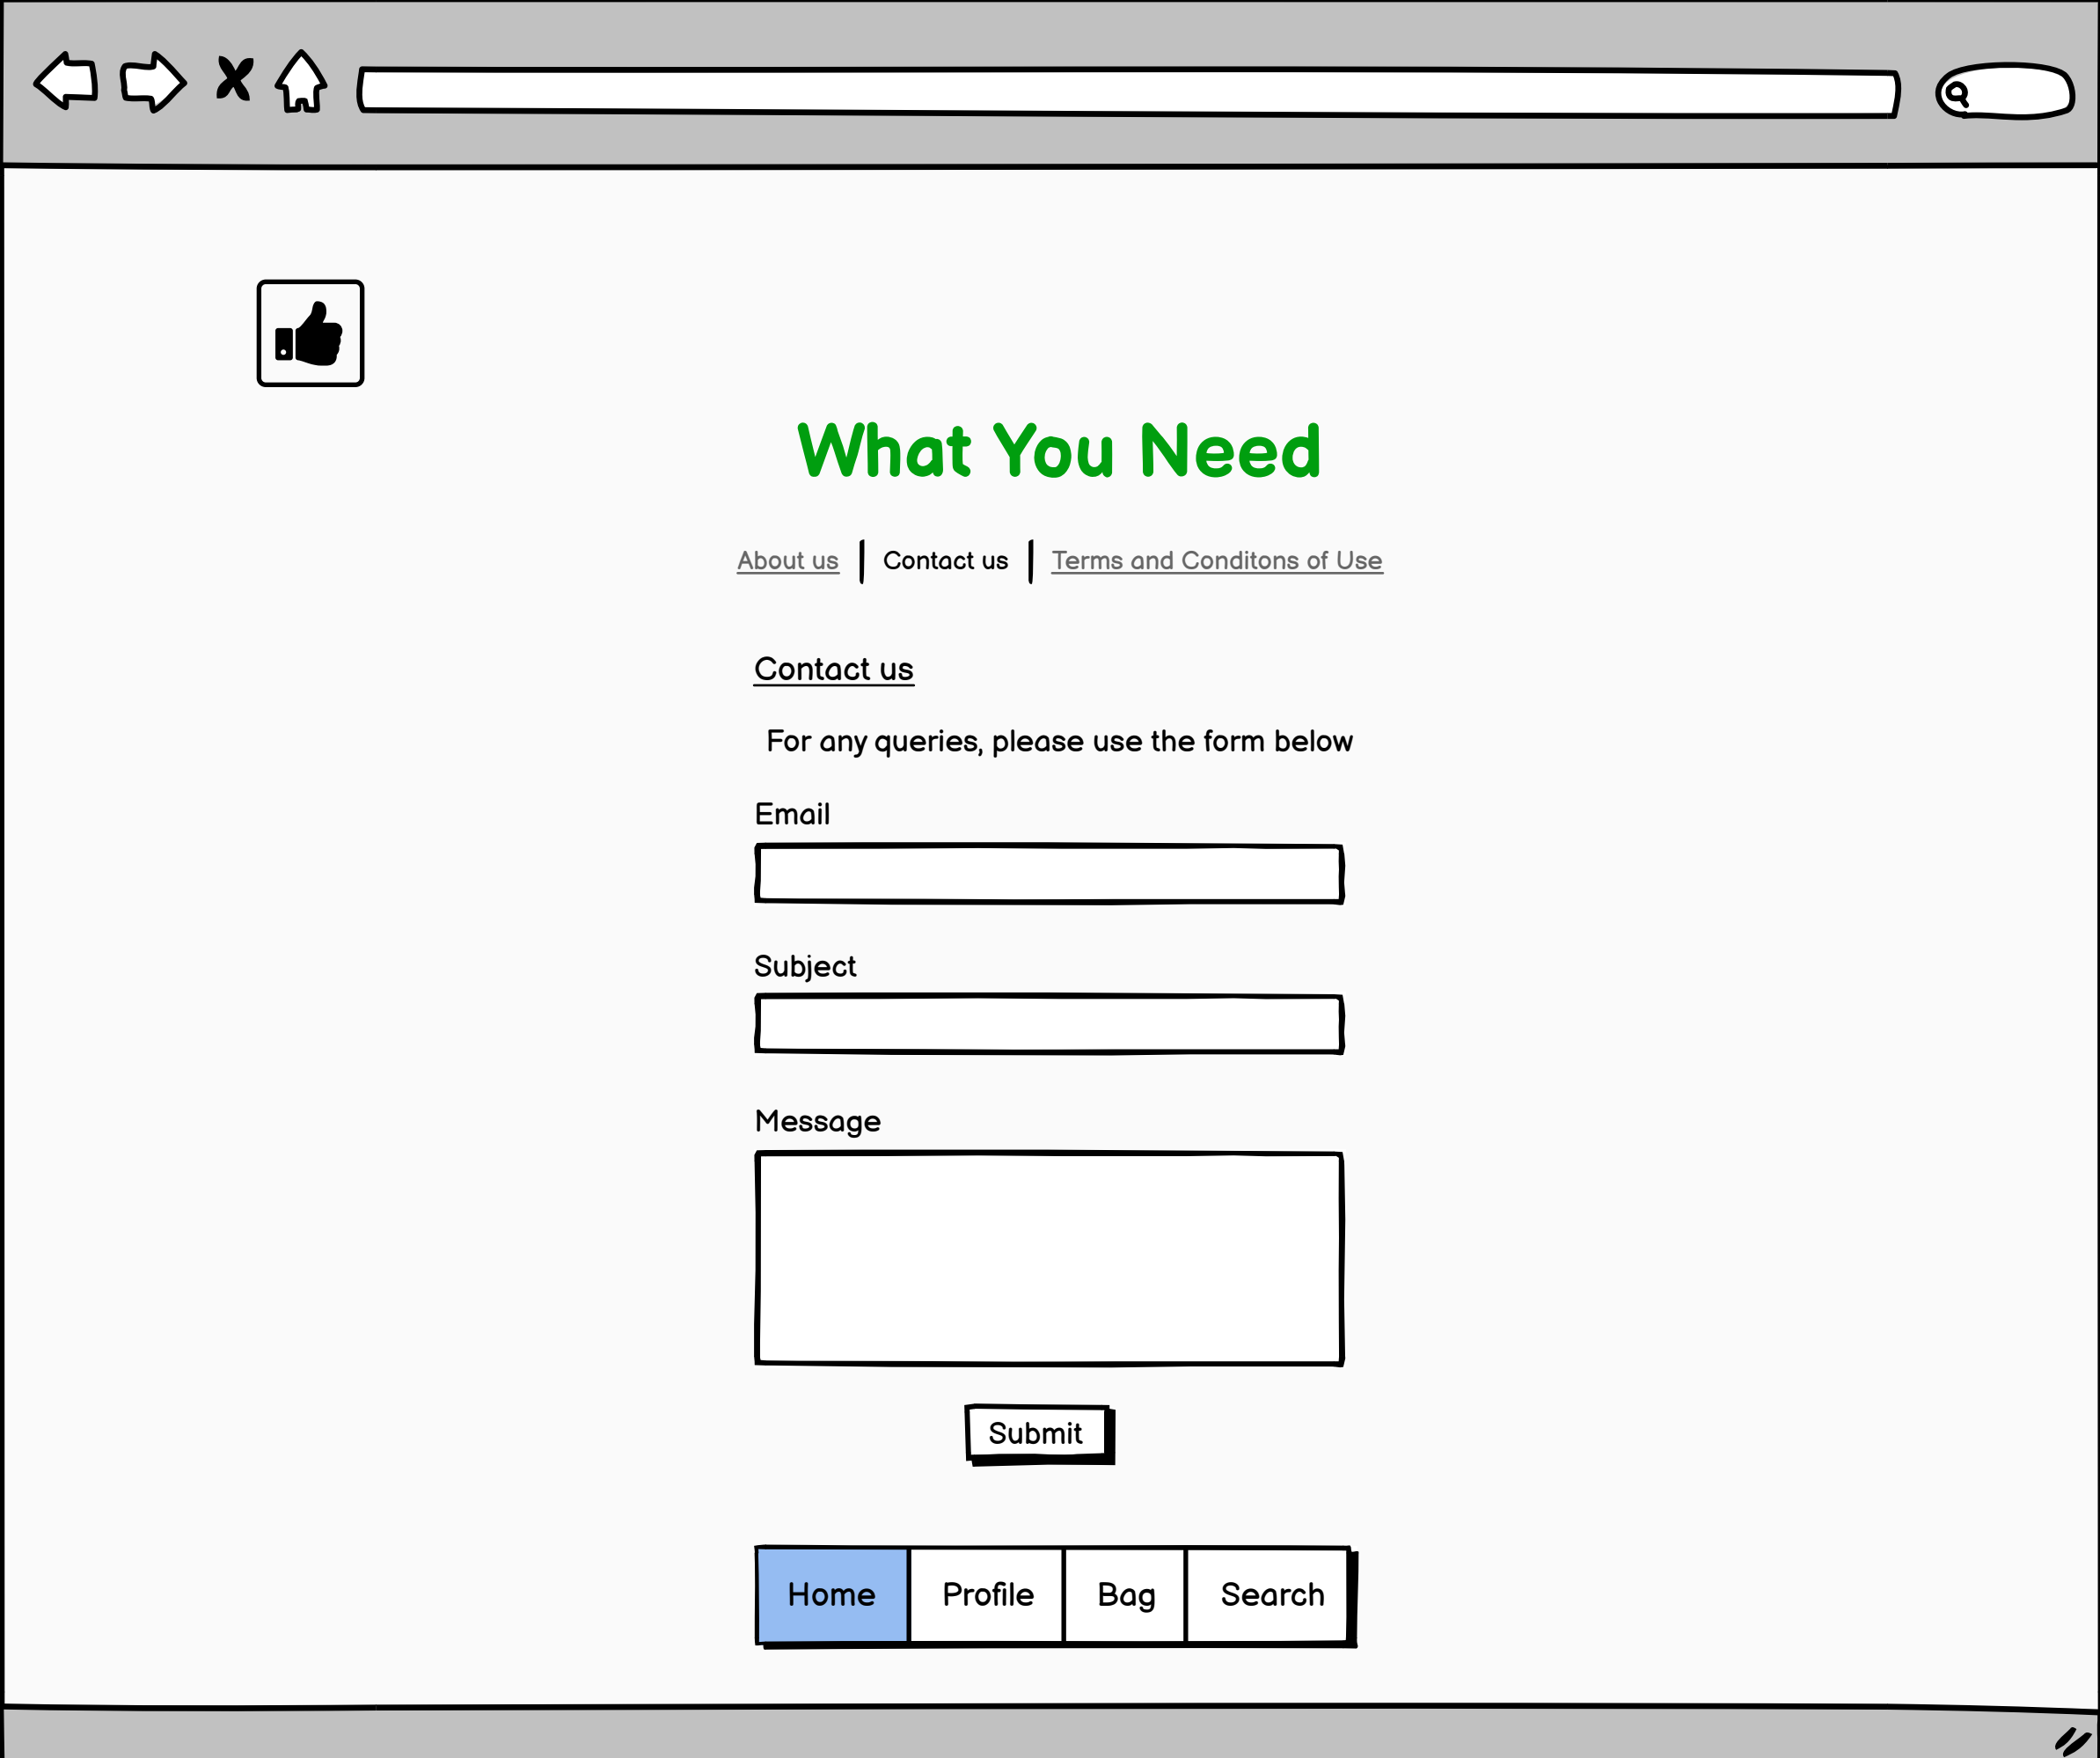 What You Need
About us | Contact us | Terms and Conditons of Use
Contact us
For any queries, please use the form below
Email
Subject
Message
Submit
Home Profile Bag Search